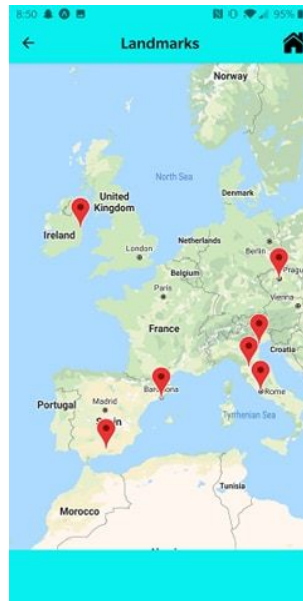 8:50 95%
Landmarks
Norway
North Sea
United
Kingdom
Denmark
Ireland
London
Netherlands
Berlin
Belgium
Prague
Paris
Vienna
France
Croatia
Barcelona
Rome
Portugal
Madrid
Spain
Tyrrhenian Sea
Tunisia
Morocco